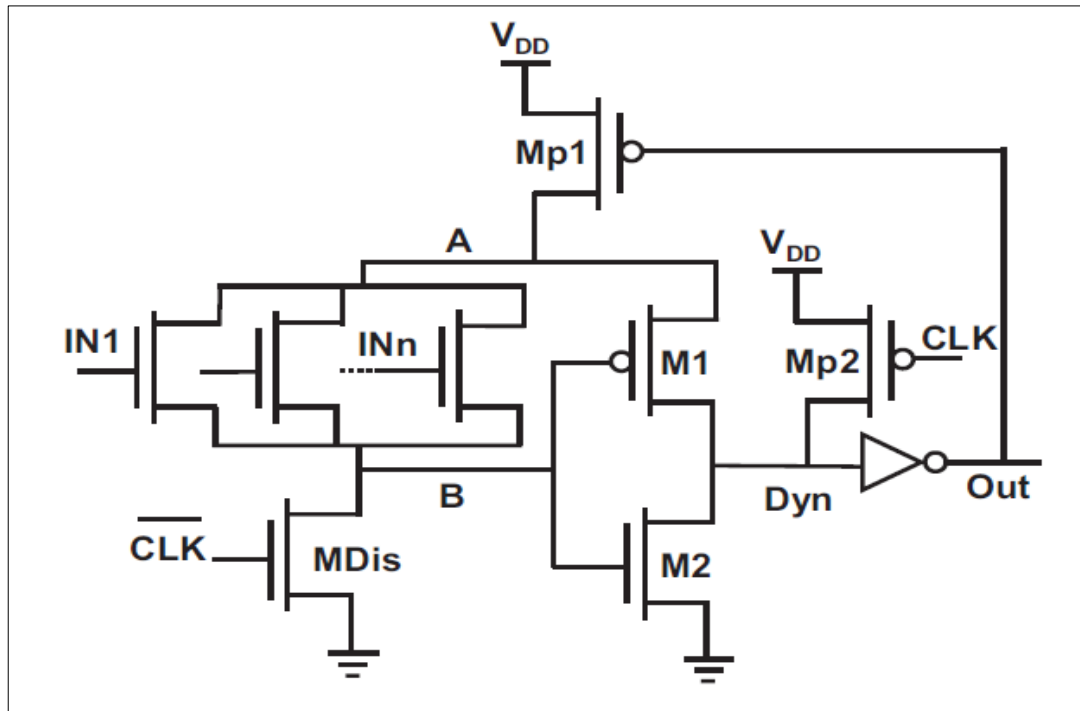 VDD
Mp1
A
VDD
IN1
INn
M1
Mp2
CLK
B
Dyn
Out
CLK
MDis
M2